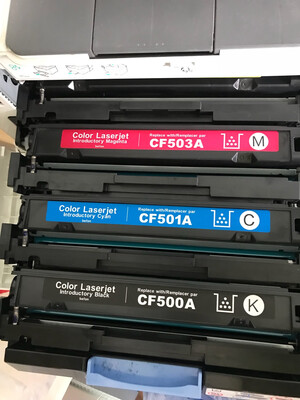 Color Laserjet
Introductory Magenta
Replace with/Remplacer par
CF503A
M
Color Laserjet
Introductory Cyan
Replace with/Remplacer par
CF501A
C
Color Laserjet
Introductory Black
Replace with/Remplacer par
CF500A
K